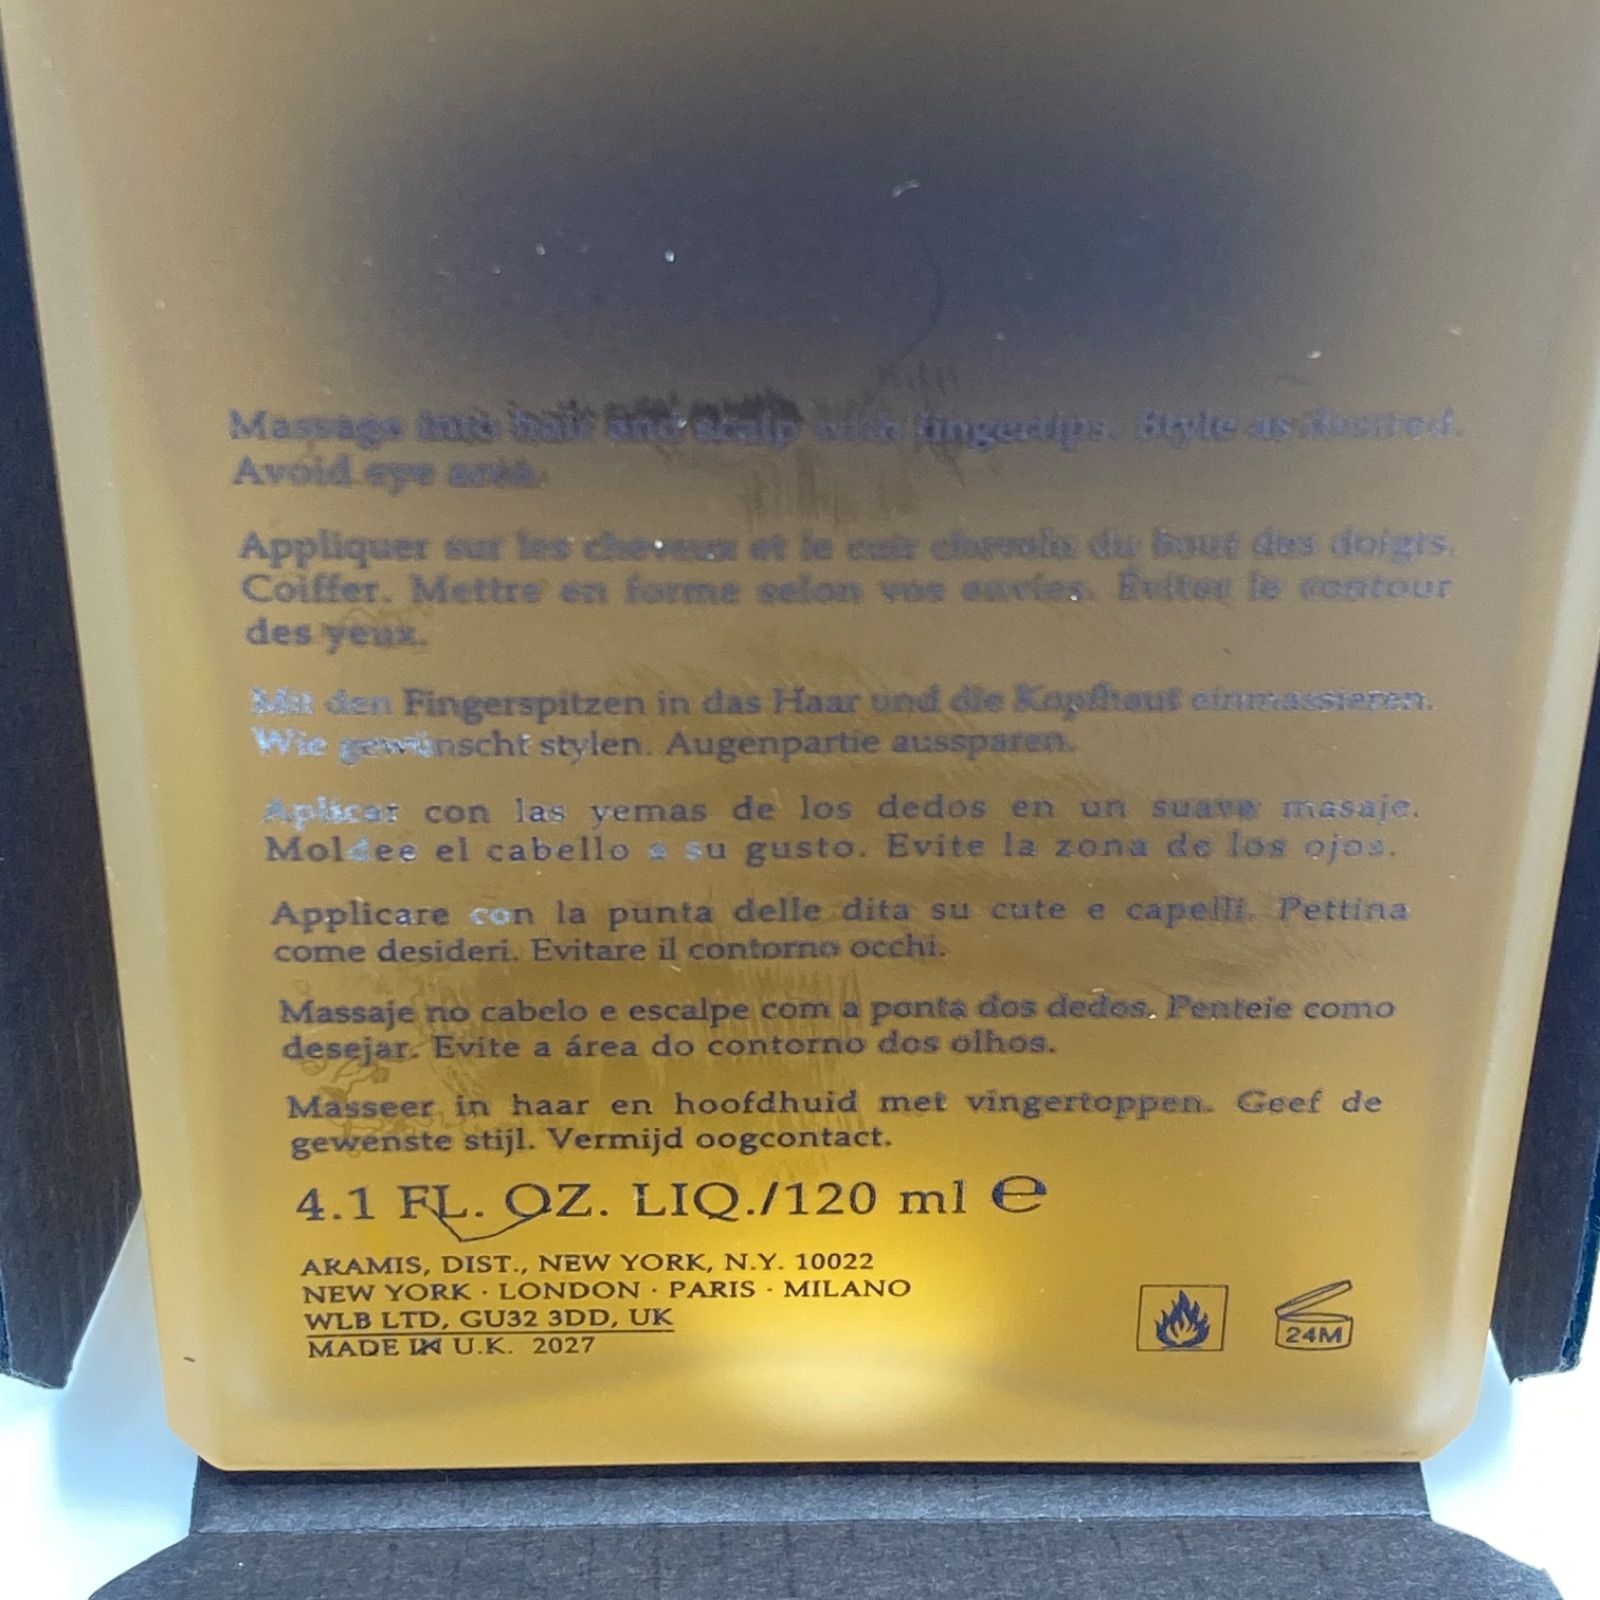 Massage into hair and scalp with fingertips. Style as desired.
Avoid eye area.
Appliquer sur les cheveux et le cuir chevelu du bout des doigts.
Coiffer. Mettre en forme selon vos envies. Éviter le contour
des yeux.
Mit den Fingerspitzen in das Haar und die Kopfhaut einmassieren.
Wie gewünscht stylen. Augenpartie aussparen.
Aplicar con las yemas de los dedos en un suave masaje.
Moldee el cabello a su gusto. Evite la zona de los ojos.
Applicare con la punta delle dita su cute e capelli. Pettina
come desideri. Evitare il contorno occhi.
Massaje no cabelo e escalpe com a ponta dos dedos. Penteie como
desejar. Evite a área do contorno dos olhos.
Masseer in haar en hoofdhuid met vingertoppen. Geef de
gewenste stijl. Vermijd oogcontact.
4.1 FL. OZ. LIQ./120 ml ℮
ARAMIS, DIST., NEW YORK, N.Y. 10022
NEW YORK · LONDON · PARIS · MILANO
WLB LTD, GU32 3DD, UK
MADE IN U.K. 2027
24M